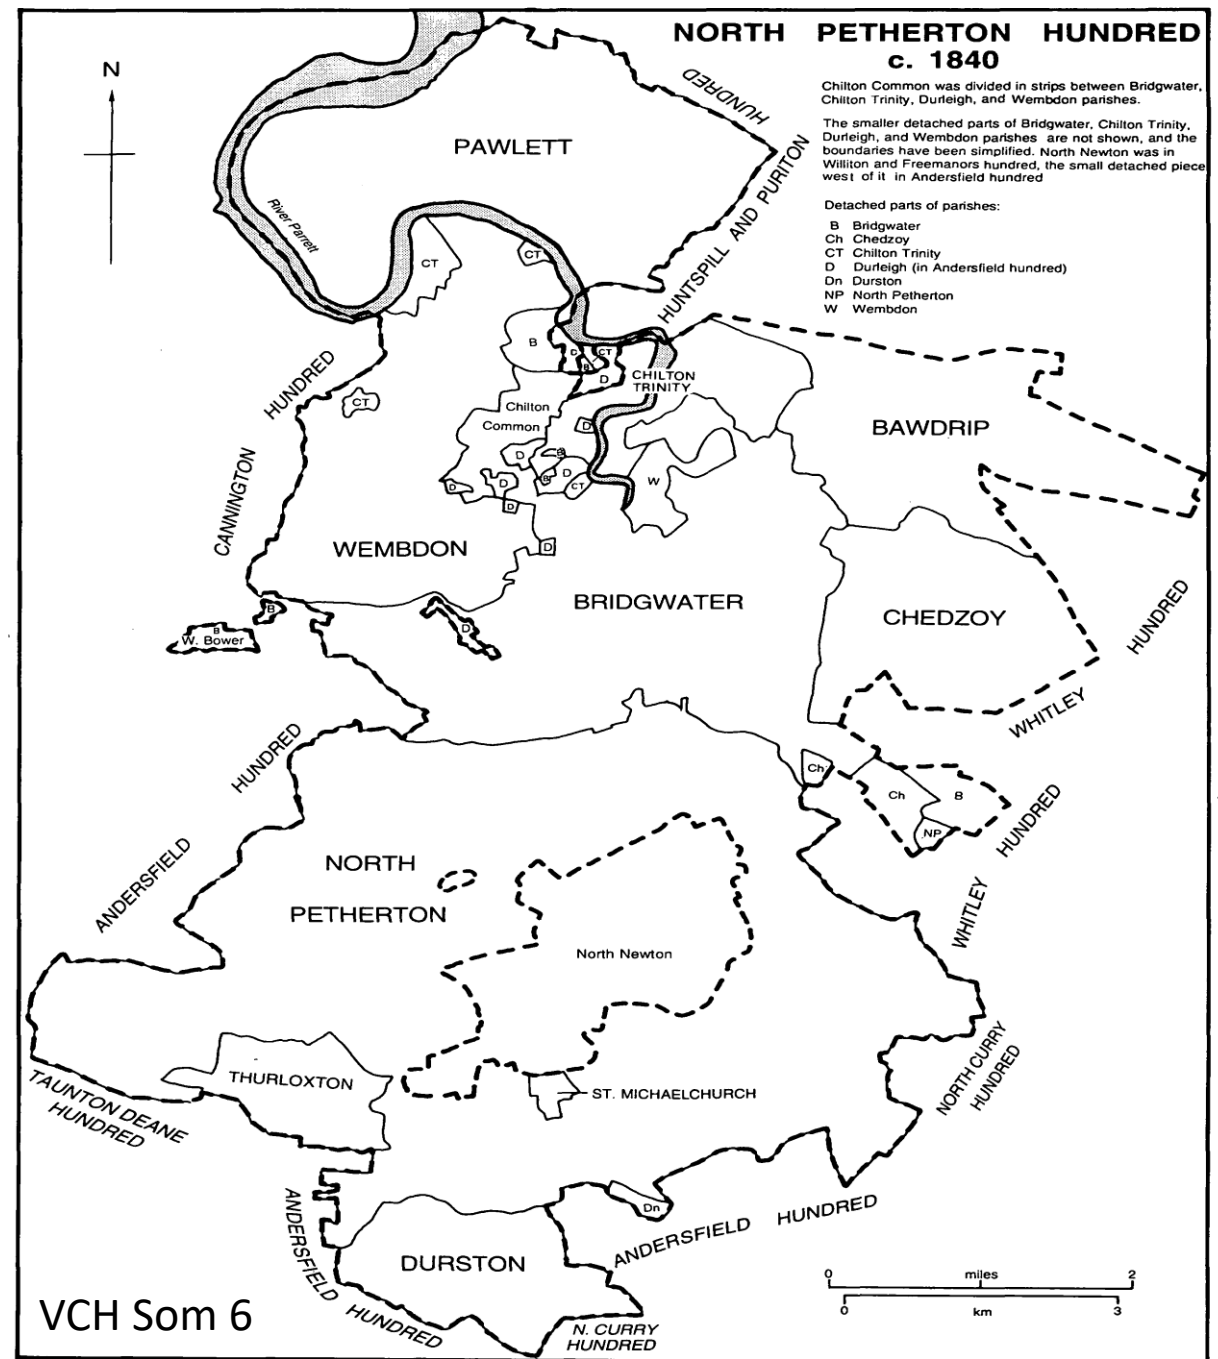 NORTH PETHERTON HUNDRED
c. 1840
Chilton Common was divided in strips between Bridgwater,
Chilton Trinity, Durleigh, and Wembdon parishes.
The smaller detached parts of Bridgwater, Chilton Trinity,
Durleigh, and Wembdon parishes are not shown, and the
boundaries have been simplified. North Newton was in
Williton and Freemanors hundred, the small detached piece
west of it in Andersfield hundred
Detached parts of parishes:
B Bridgwater
Ch Chedzoy
CT Chilton Trinity
D Durleigh (in Andersfield hundred)
Dn Durston
NP North Petherton
W Wembdon
N
HUNDRED
PAWLETT
HUNTSPILL AND PURITON
River Parrett
CT
CT
B
D
CT
B
D
CHILTON
TRINITY
HUNDRED
CT
Chilton
Common
D
BAWDRIP
CANNINGTON
D
B
D
B
CT
D
D
D
W
WEMBDON
D
BRIDGWATER
CHEDZOY
HUNDRED
B
B
W. Bower
D
WHITLEY
HUNDRED
Ch
Ch
B
NP
HUNDRED
ANDERSFIELD
NORTH
PETHERTON
WHITLEY
North Newton
NORTH CURRY
HUNDRED
THURLOXTON
ST. MICHAELCHURCH
TAUNTON DEANE
HUNDRED
ANDERSFIELD
HUNDRED
Dn
ANDERSFIELD HUNDRED
DURSTON
0 miles 2
0 km 3
VCH Som 6
N. CURRY
HUNDRED